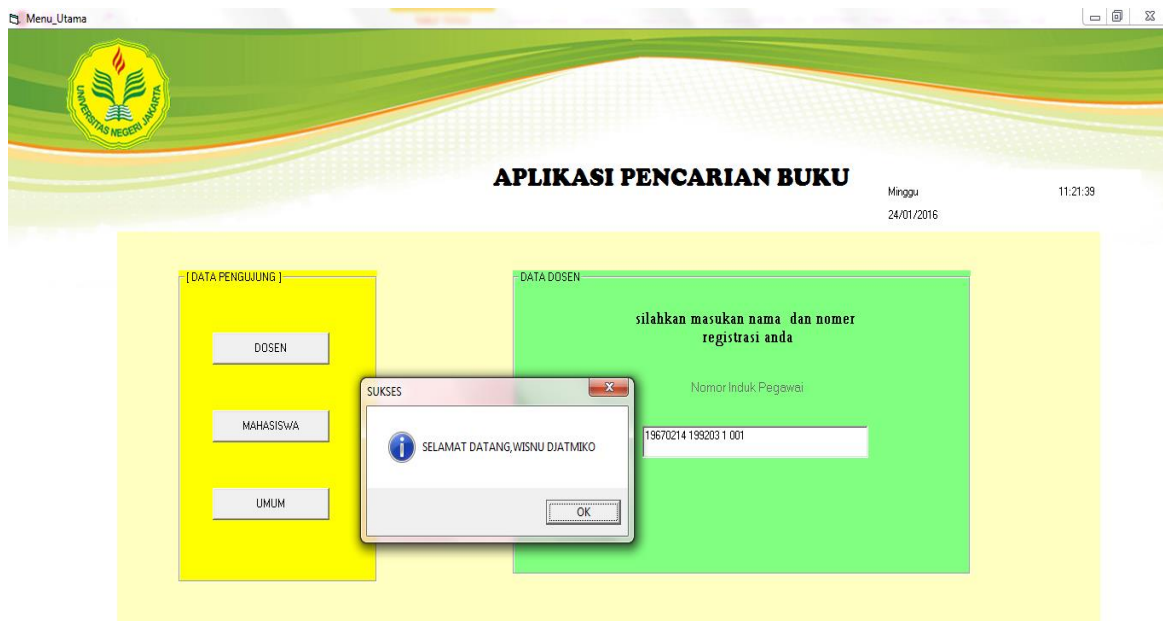 Menu_Utama
UNIVERSITAS NEGERI JAKARTA
APLIKASI PENCARIAN BUKU
Minggu
11:21:39
24/01/2016
[ DATA PENGUJUNG ]
DOSEN
MAHASISWA
UMUM
DATA DOSEN
silahkan masukan nama dan nomer
registrasi anda
Nomor Induk Pegawai
19670214 199203 1 001
SUKSES
SELAMAT DATANG,WISNU DJATMIKO
OK